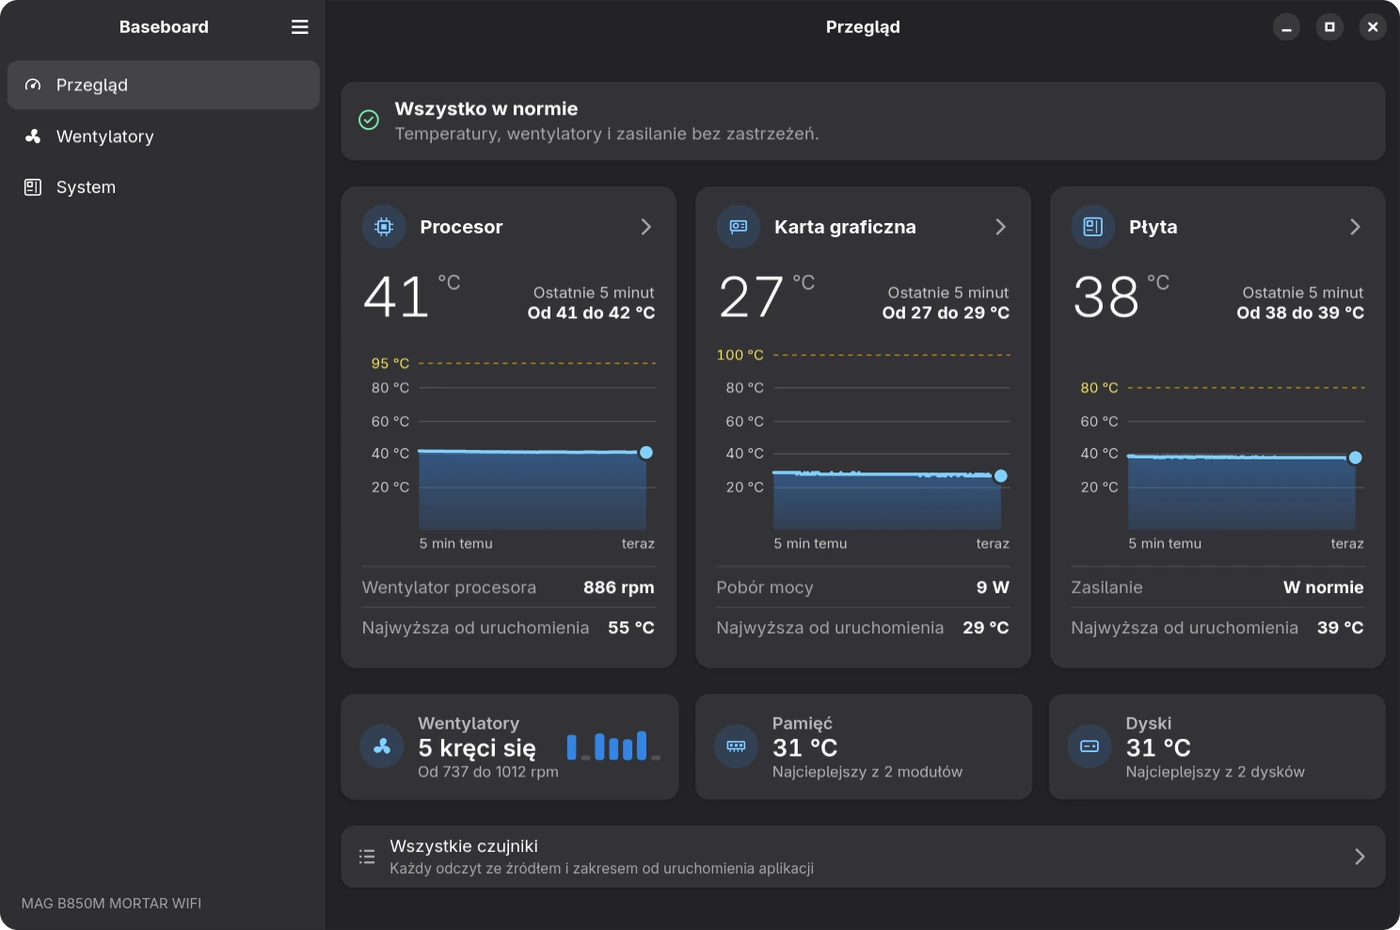 Baseboard
Przegląd
Przegląd
Wentylatory
System
Wszystko w normie
Temperatury, wentylatory i zasilanie bez zastrzeżeń.
Procesor
41 °C
Ostatnie 5 minut
Od 41 do 42 °C
95 °C
80 °C
60 °C
40 °C
20 °C
5 min temu teraz
Wentylator procesora 886 rpm
Najwyższa od uruchomienia 55 °C
Karta graficzna
27 °C
Ostatnie 5 minut
Od 27 do 29 °C
100 °C
80 °C
60 °C
40 °C
20 °C
5 min temu teraz
Pobór mocy 9 W
Najwyższa od uruchomienia 29 °C
Płyta
38 °C
Ostatnie 5 minut
Od 38 do 39 °C
80 °C
60 °C
40 °C
20 °C
5 min temu teraz
Zasilanie W normie
Najwyższa od uruchomienia 39 °C
Wentylatory
5 kręci się
Od 737 do 1012 rpm
Pamięć
31 °C
Najcieplejszy z 2 modułów
Dyski
31 °C
Najcieplejszy z 2 dysków
Wszystkie czujniki
Każdy odczyt ze źródłem i zakresem od uruchomienia aplikacji
MAG B850M MORTAR WIFI